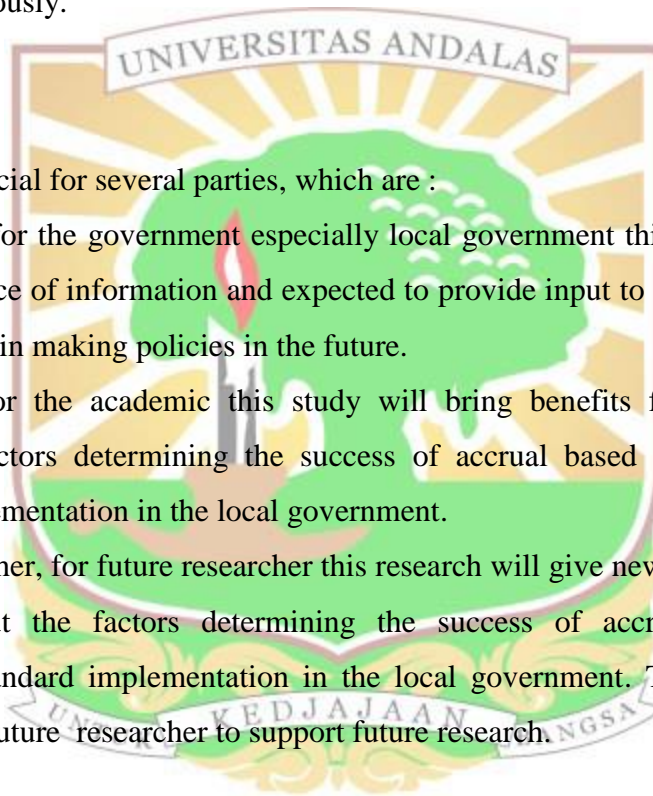 ously.
UNIVERSITAS ANDALAS
cial for several parties, which are :
for the government especially local government thi
ce of information and expected to provide input to
in making policies in the future.
or the academic this study will bring benefits f
ctors determining the success of accrual based
ementation in the local government.
her, for future researcher this research will give new
t the factors determining the success of accr
andard implementation in the local government. T
uture researcher to support future research.
UNTUK KEDJAJAAN BANGSA